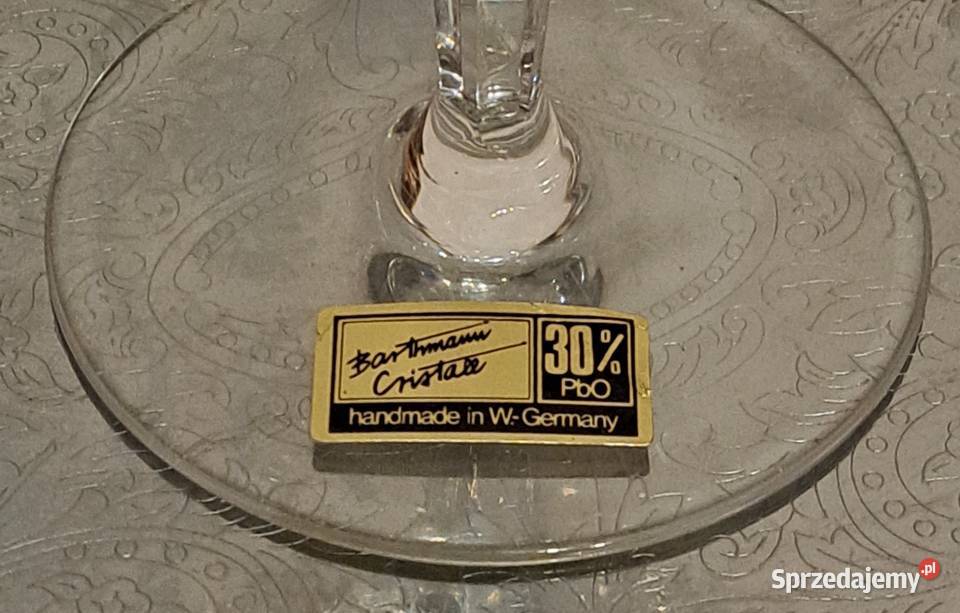 Barthmann
Cristall
30%
PbO
handmade in W.-Germany
Sprzedajemy.pl